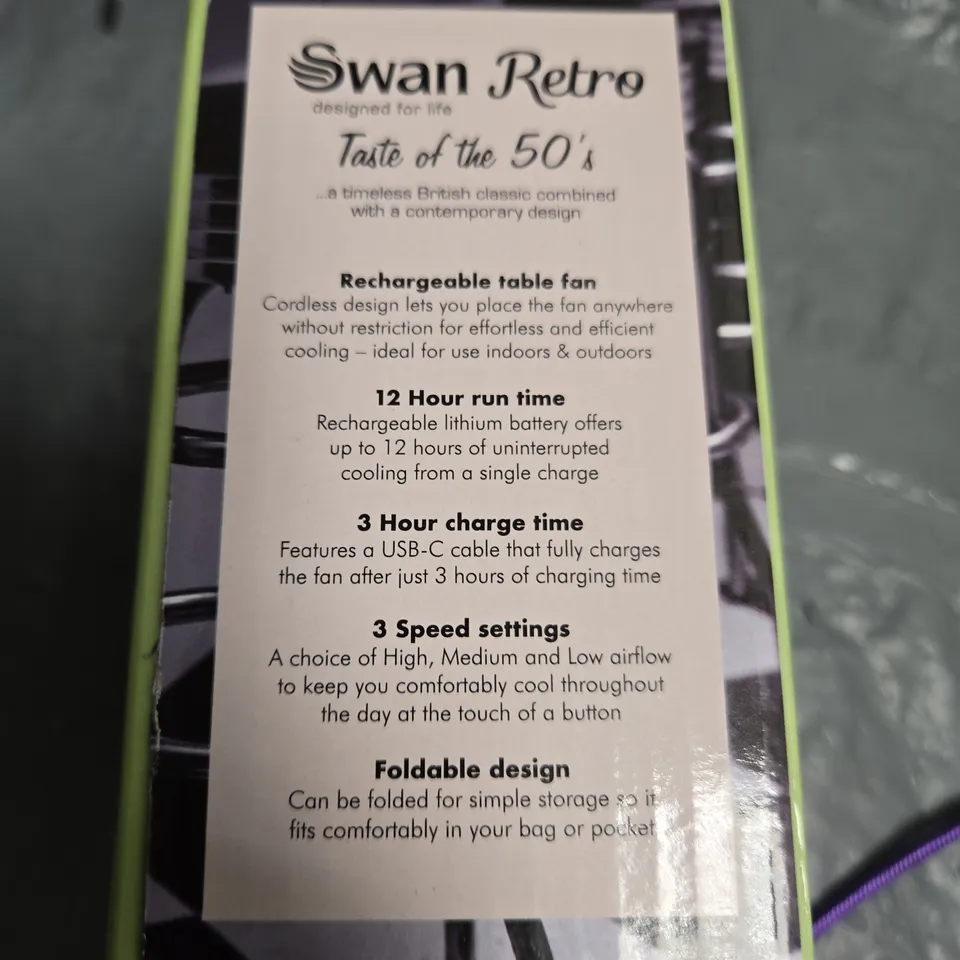 Swan Retro
designed for life
Taste of the 50's
...a timeless British classic combined
with a contemporary design
Rechargeable table fan
Cordless design lets you place the fan anywhere
without restriction for effortless and efficient
cooling – ideal for use indoors & outdoors
12 Hour run time
Rechargeable lithium battery offers
up to 12 hours of uninterrupted
cooling from a single charge
3 Hour charge time
Features a USB-C cable that fully charges
the fan after just 3 hours of charging time
3 Speed settings
A choice of High, Medium and Low airflow
to keep you comfortably cool throughout
the day at the touch of a button
Foldable design
Can be folded for simple storage so it
fits comfortably in your bag or pocket